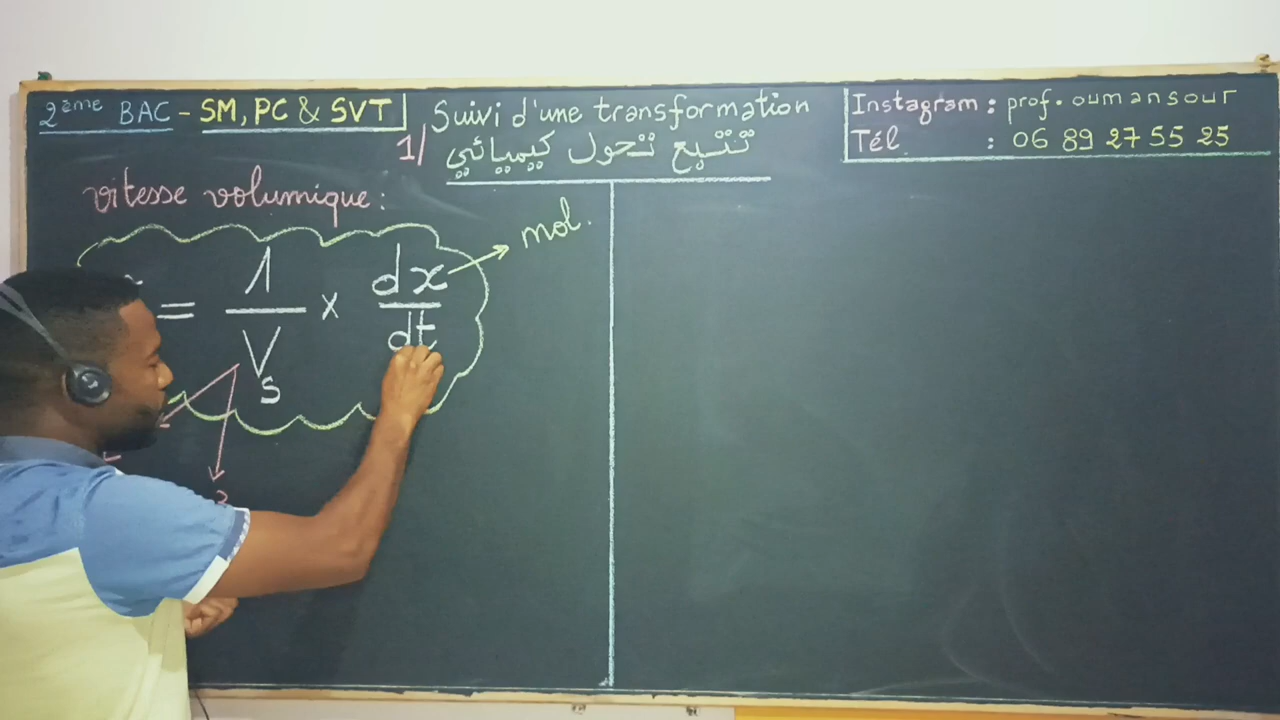 2ème BAC - SM, PC & SVT
Suivi d'une transformation
1/ تتبع تحول كيميائي
Instagram : prof.oumansour
Tél : 06 89 27 55 25
vitesse volumique :
= 1/Vs × dx/dt
mol.